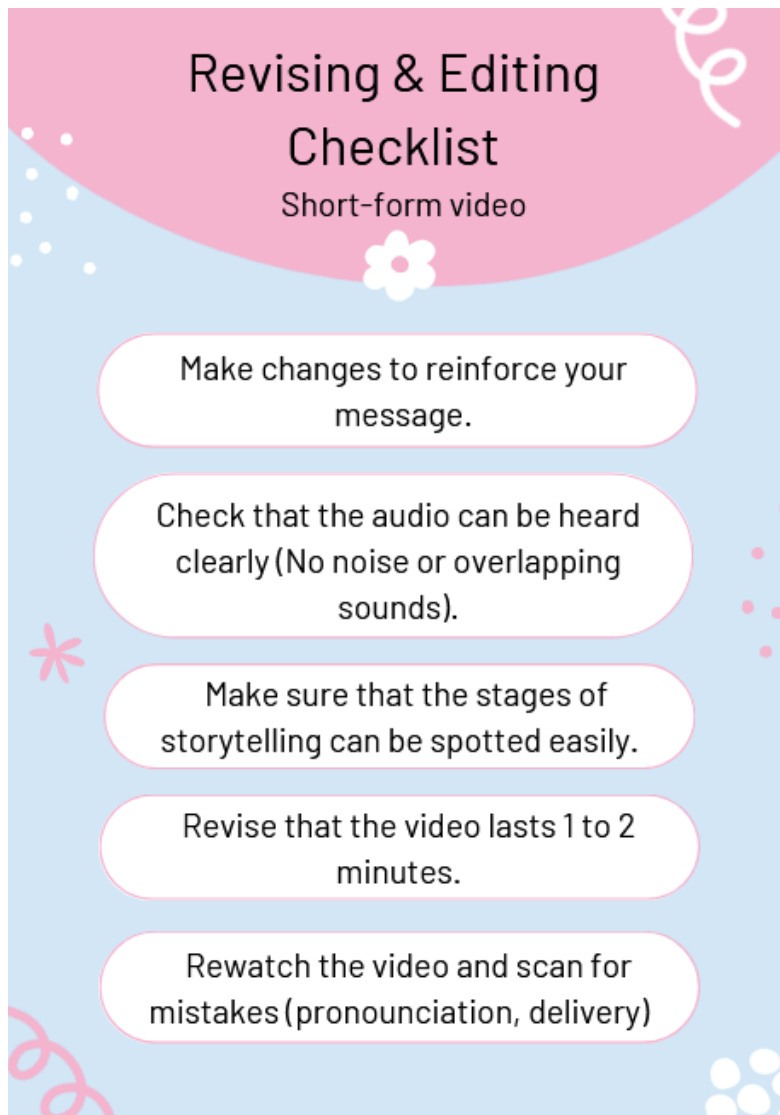 Revising & Editing
Checklist
Short-form video
Make changes to reinforce your
message.
Check that the audio can be heard
clearly (No noise or overlapping
sounds).
Make sure that the stages of
storytelling can be spotted easily.
Revise that the video lasts 1 to 2
minutes.
Rewatch the video and scan for
mistakes (pronounciation, delivery)